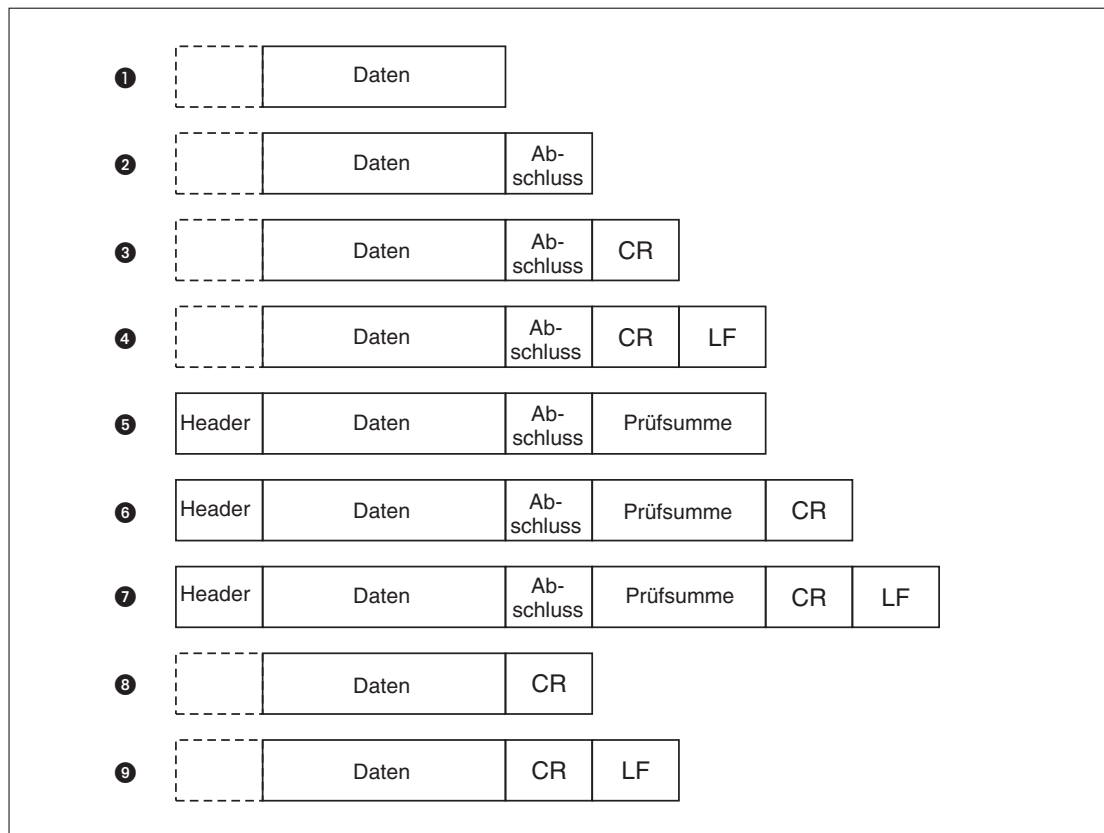 ❶ Daten
❷ Daten Ab-
schluss
❸ Daten Ab-
schluss CR
❹ Daten Ab-
schluss CR LF
❺ Header Daten Ab-
schluss Prüfsumme
❻ Header Daten Ab-
schluss Prüfsumme CR
❼ Header Daten Ab-
schluss Prüfsumme CR LF
❽ Daten CR
❾ Daten CR LF